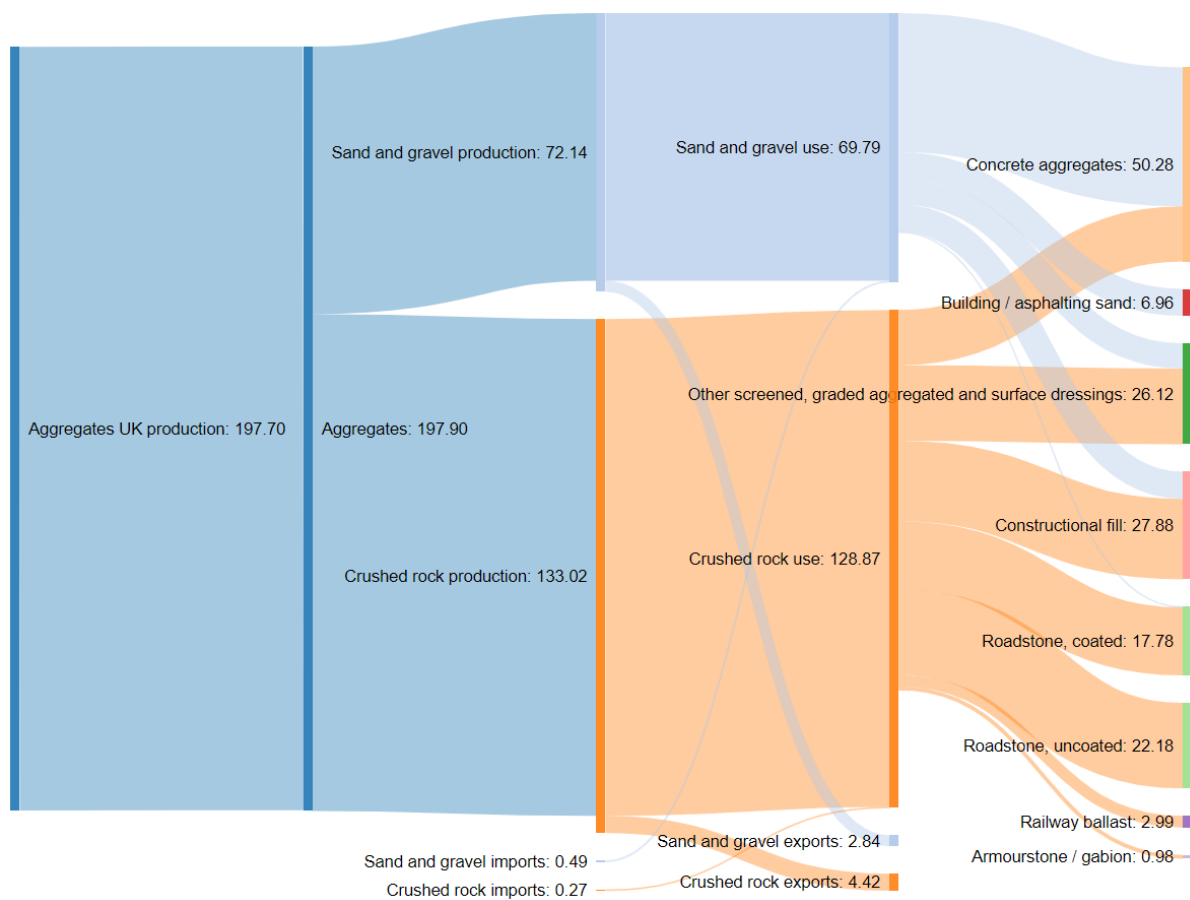 Sand and gravel production: 72.14
Sand and gravel use: 69.79
Concrete aggregates: 50.28
Building / asphalting sand: 6.96
Other screened, graded aggregated and surface dressings: 26.12
Aggregates UK production: 197.70
Aggregates: 197.90
Constructional fill: 27.88
Crushed rock use: 128.87
Crushed rock production: 133.02
Roadstone, coated: 17.78
Roadstone, uncoated: 22.18
Railway ballast: 2.99
Sand and gravel exports: 2.84
Armourstone / gabion: 0.98
Sand and gravel imports: 0.49
Crushed rock exports: 4.42
Crushed rock imports: 0.27